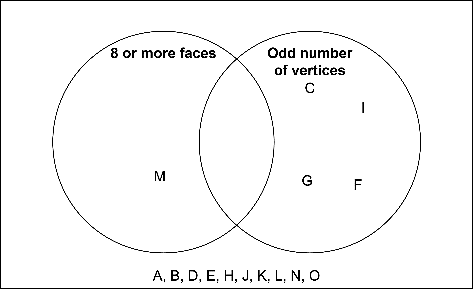 8 or more faces
Odd number
of vertices
C
I
M
G
F
A, B, D, E, H, J, K, L, N, O